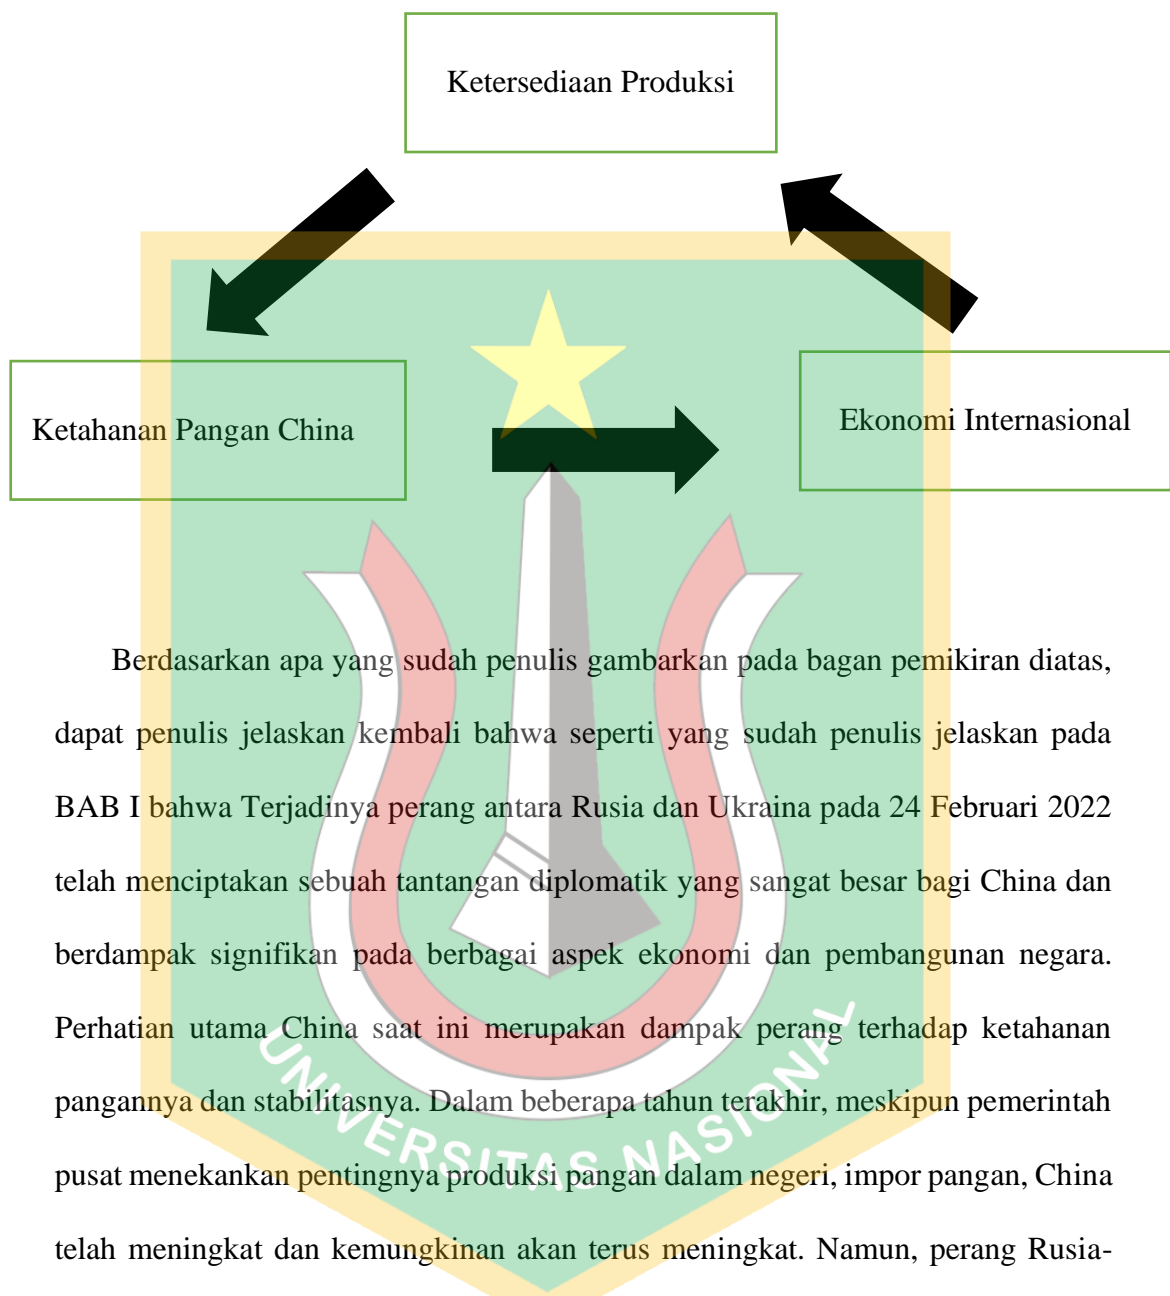 Ketersediaan Produksi
Ketahanan Pangan China
Ekonomi Internasional
Berdasarkan apa yang sudah penulis gambarkan pada bagan pemikiran diatas,
dapat penulis jelaskan kembali bahwa seperti yang sudah penulis jelaskan pada
BAB I bahwa Terjadinya perang antara Rusia dan Ukraina pada 24 Februari 2022
telah menciptakan sebuah tantangan diplomatik yang sangat besar bagi China dan
berdampak signifikan pada berbagai aspek ekonomi dan pembangunan negara.
Perhatian utama China saat ini merupakan dampak perang terhadap ketahanan
pangannya dan stabilitasnya. Dalam beberapa tahun terakhir, meskipun pemerintah
pusat menekankan pentingnya produksi pangan dalam negeri, impor pangan, China
telah meningkat dan kemungkinan akan terus meningkat. Namun, perang Rusia-
UNIVERSITAS NASIONAL